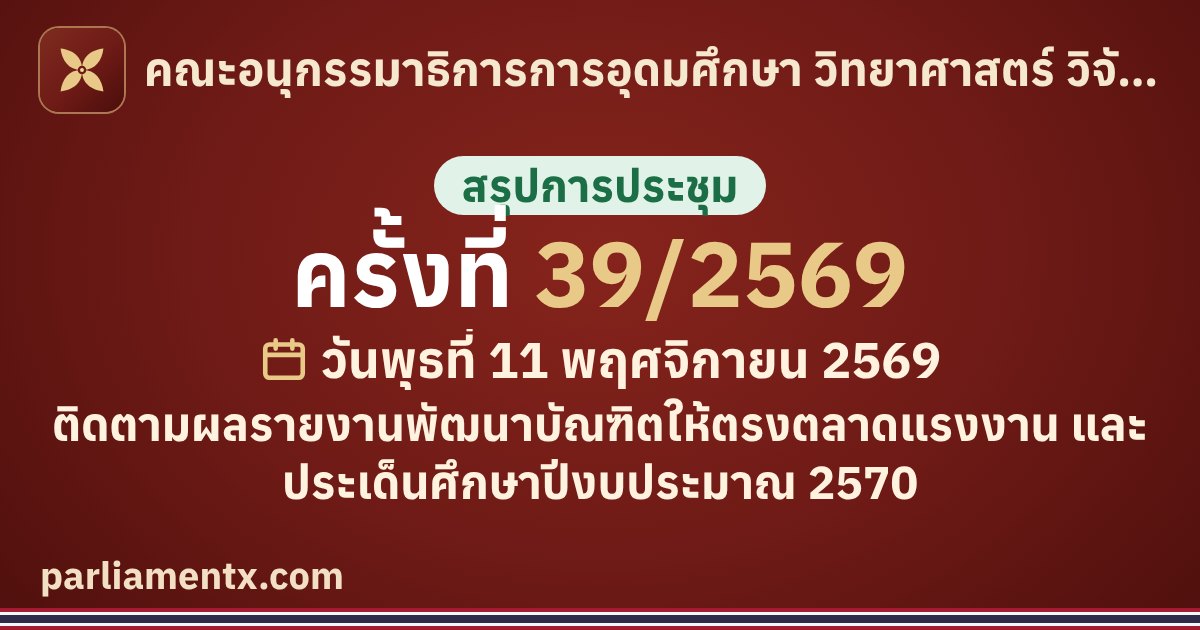 คณะอนุกรรมาธิการการอุดมศึกษา วิทยาศาสตร์ วิจั...
สรุปการประชุม
ครั้งที่ 39/2569
วันพุธที่ 11 พฤศจิกายน 2569
ติดตามผลรายงานพัฒนาบัณฑิตให้ตรงตลาดแรงงาน และ
ประเด็นศึกษาปีงบประมาณ 2570
parliamentx.com